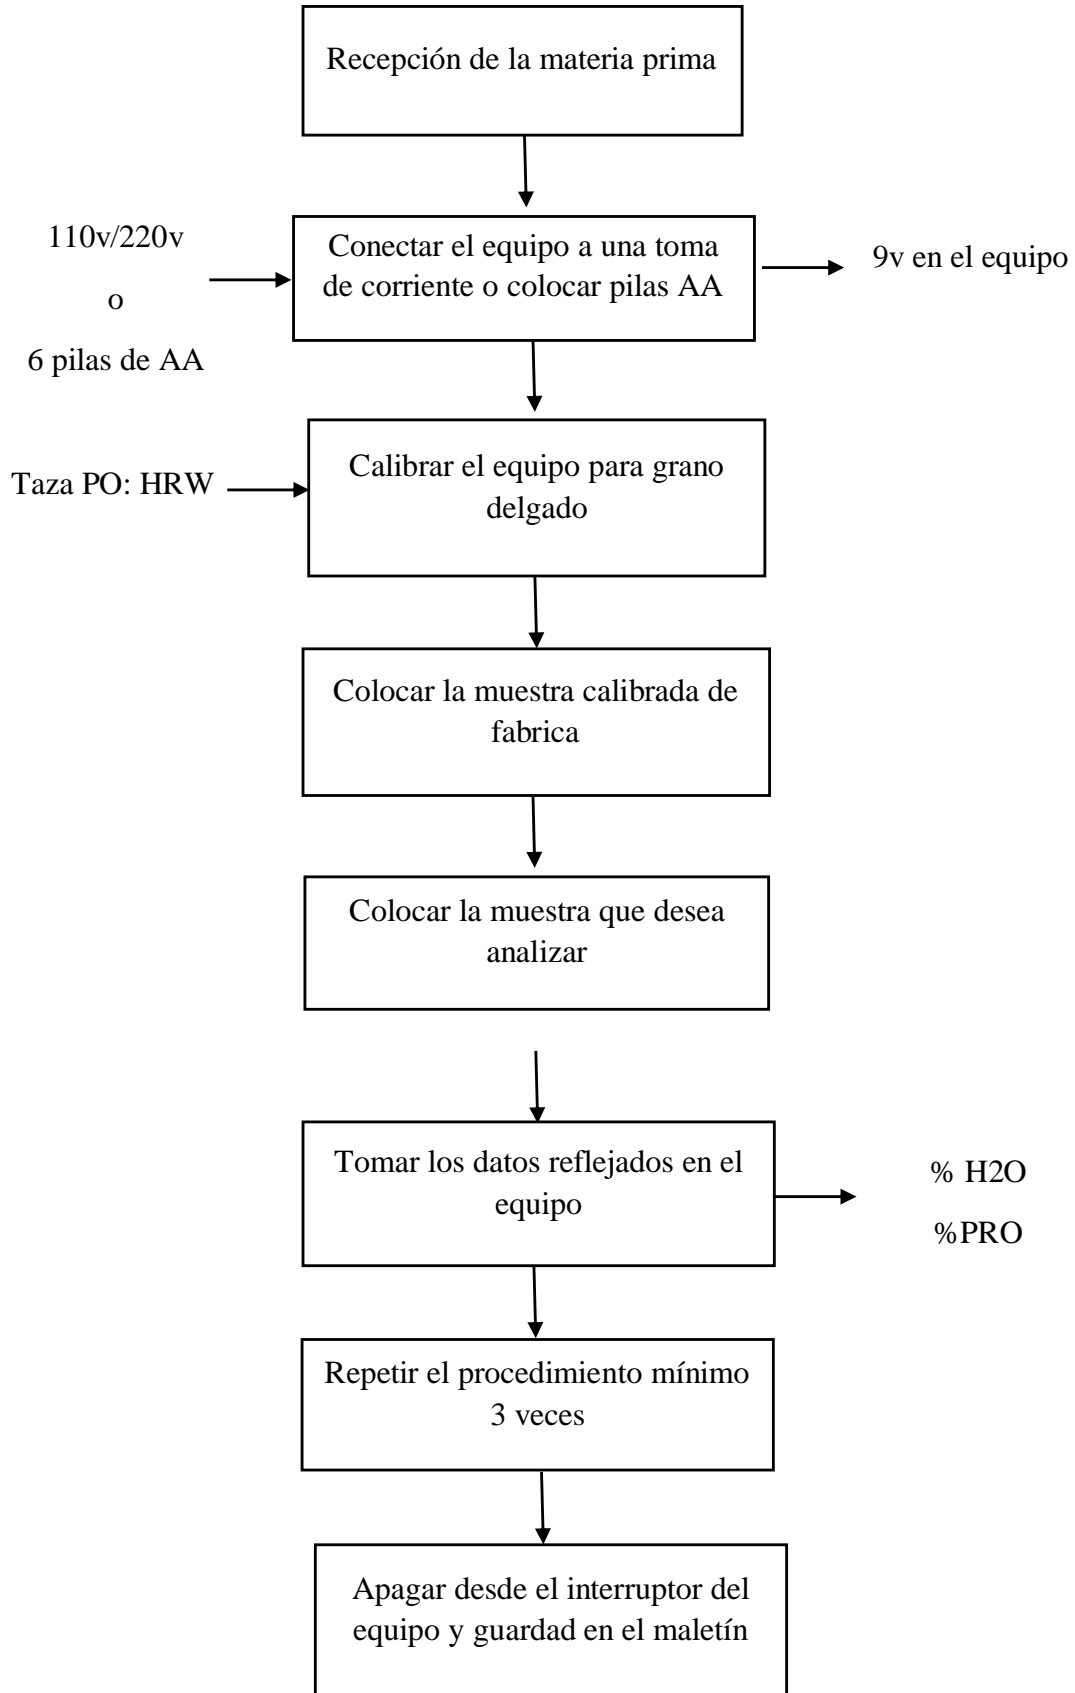 Recepción de la materia prima
110v/220v
o
6 pilas de AA
Conectar el equipo a una toma
de corriente o colocar pilas AA
9v en el equipo
Taza PO: HRW
Calibrar el equipo para grano
delgado
Colocar la muestra calibrada de
fabrica
Colocar la muestra que desea
analizar
Tomar los datos reflejados en el
equipo
% H2O
%PRO
Repetir el procedimiento mínimo
3 veces
Apagar desde el interruptor del
equipo y guardad en el maletín